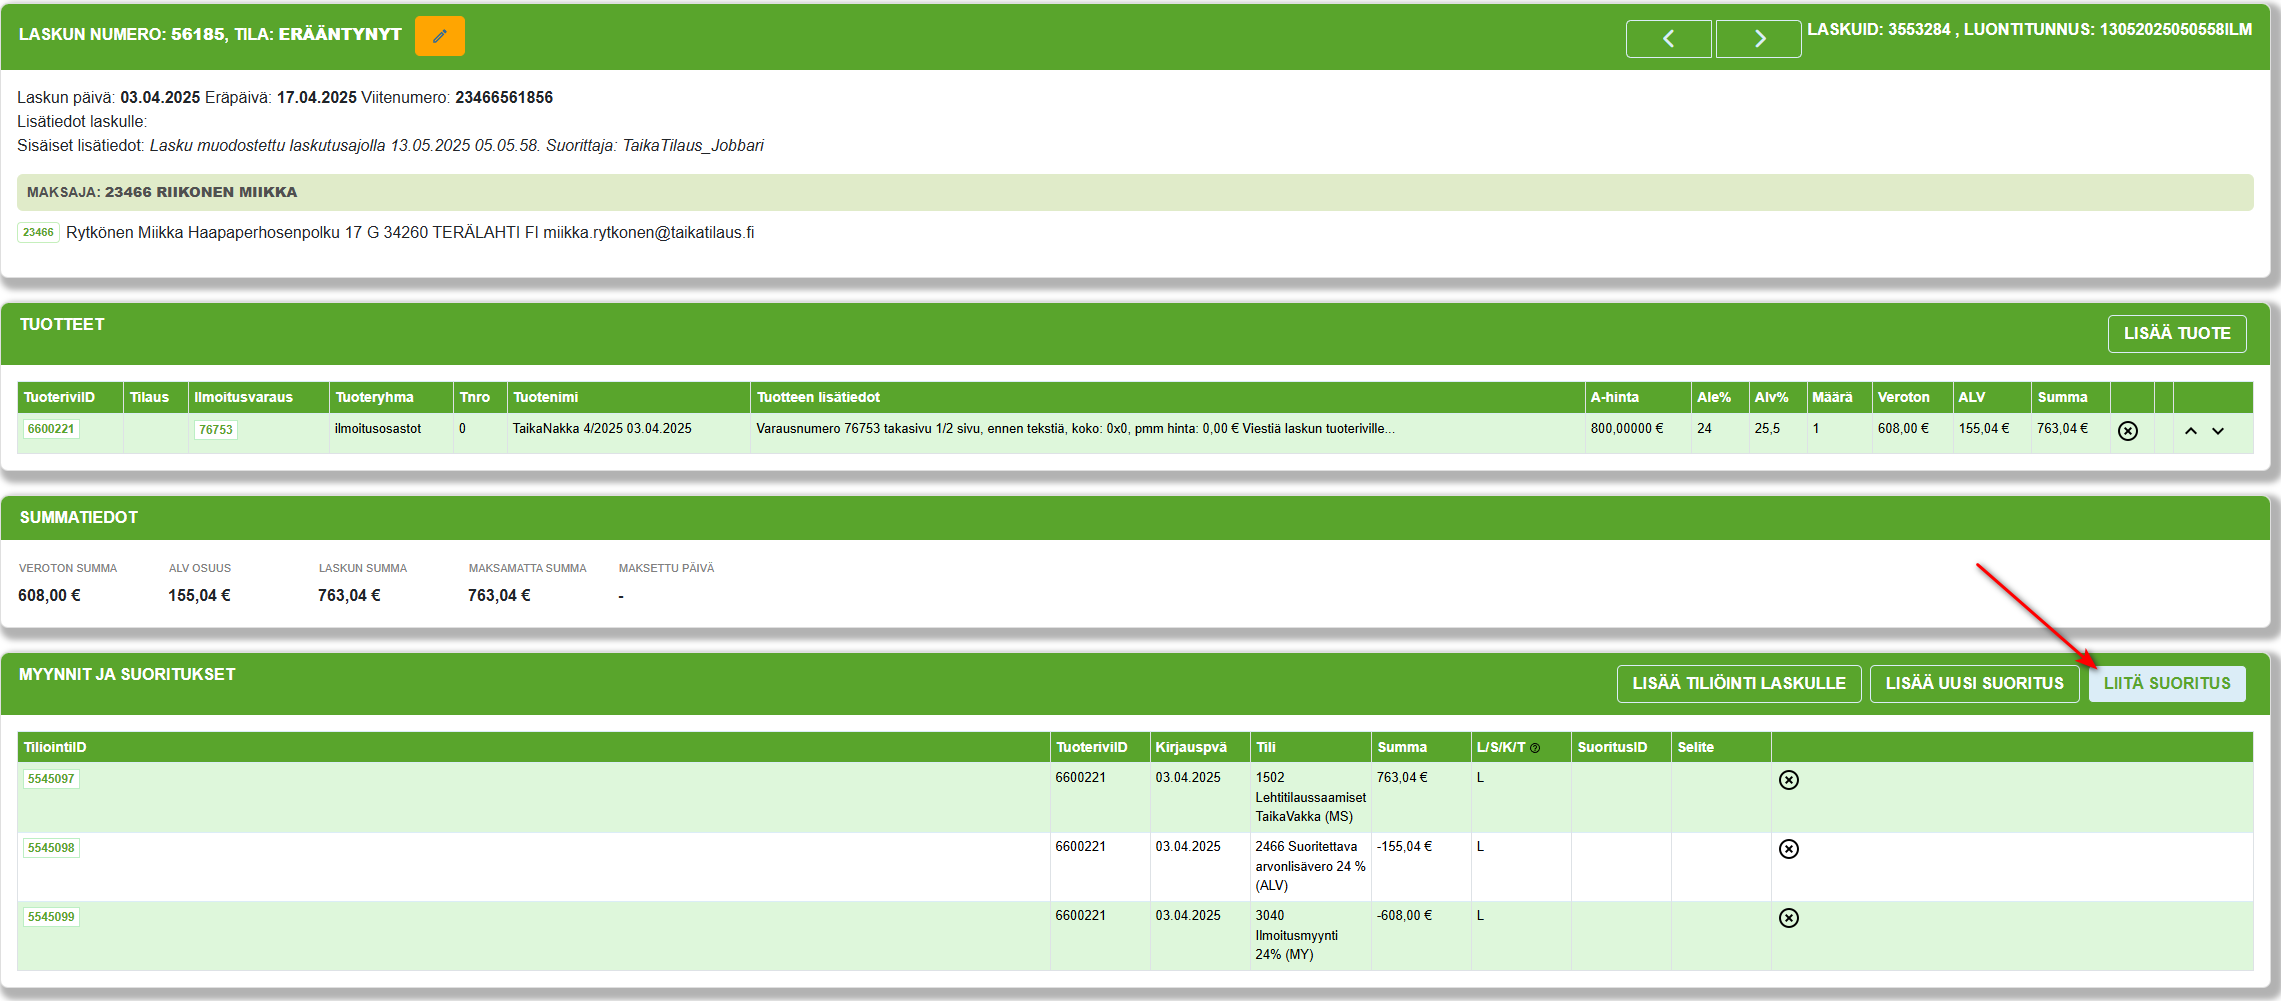 LASKUN NUMERO: 56185, TILA: ERÄÄNTYNYT
LASKUID: 3553284 , LUONTITUNNUS: 13052025050558ILM
Laskun päivä: 03.04.2025 Eräpäivä: 17.04.2025 Viitenumero: 23466561856
Lisätiedot laskulle:
Sisäiset lisätiedot: Lasku muodostettu laskutusajolla 13.05.2025 05.05.58. Suorittaja: TaikaTilaus_Jobbari
MAKSAJA: 23466 RIIKONEN MIIKKA
23466 Rytkönen Miikka Haapaperhosenpolku 17 G 34260 TERÄLAHTI FI miikka.rytkonen@taikatilaus.fi
TUOTTEET
LISÄÄ TUOTE
TuoteriviID Tilaus Ilmoitusvaraus Tuoteryhma Tnro Tuotenimi Tuotteen lisätiedot A-hinta Ale% Alv% Määrä Veroton ALV Summa
6600221 76753 ilmoitusosastot 0 TaikaNakka 4/2025 03.04.2025 Varausnumero 76753 takasivu 1/2 sivu, ennen tekstiä, koko: 0x0, pmm hinta: 0,00 € Viestiä laskun tuoteriville... 800,00000 € 24 25,5 1 608,00 € 155,04 € 763,04 €
SUMMATIEDOT
VEROTON SUMMA ALV OSUUS LASKUN SUMMA MAKSAMATTA SUMMA MAKSETTU PÄIVÄ
608,00 € 155,04 € 763,04 € 763,04 € -
MYYNNIT JA SUORITUKSET
LISÄÄ TILIÖINTI LASKULLE LISÄÄ UUSI SUORITUS LIITÄ SUORITUS
TiliointiID TuoteriviID Kirjauspvä Tili Summa L/S/K/T SuoritusID Selite
5545097 6600221 03.04.2025 1502 763,04 € L
Lehtitilaussaamiset
TaikaVakka (MS)
5545098 6600221 03.04.2025 2466 Suoritettava -155,04 € L
arvonlisävero 24 %
(ALV)
5545099 6600221 03.04.2025 3040 -608,00 € L
Ilmoitusmyynti
24% (MY)